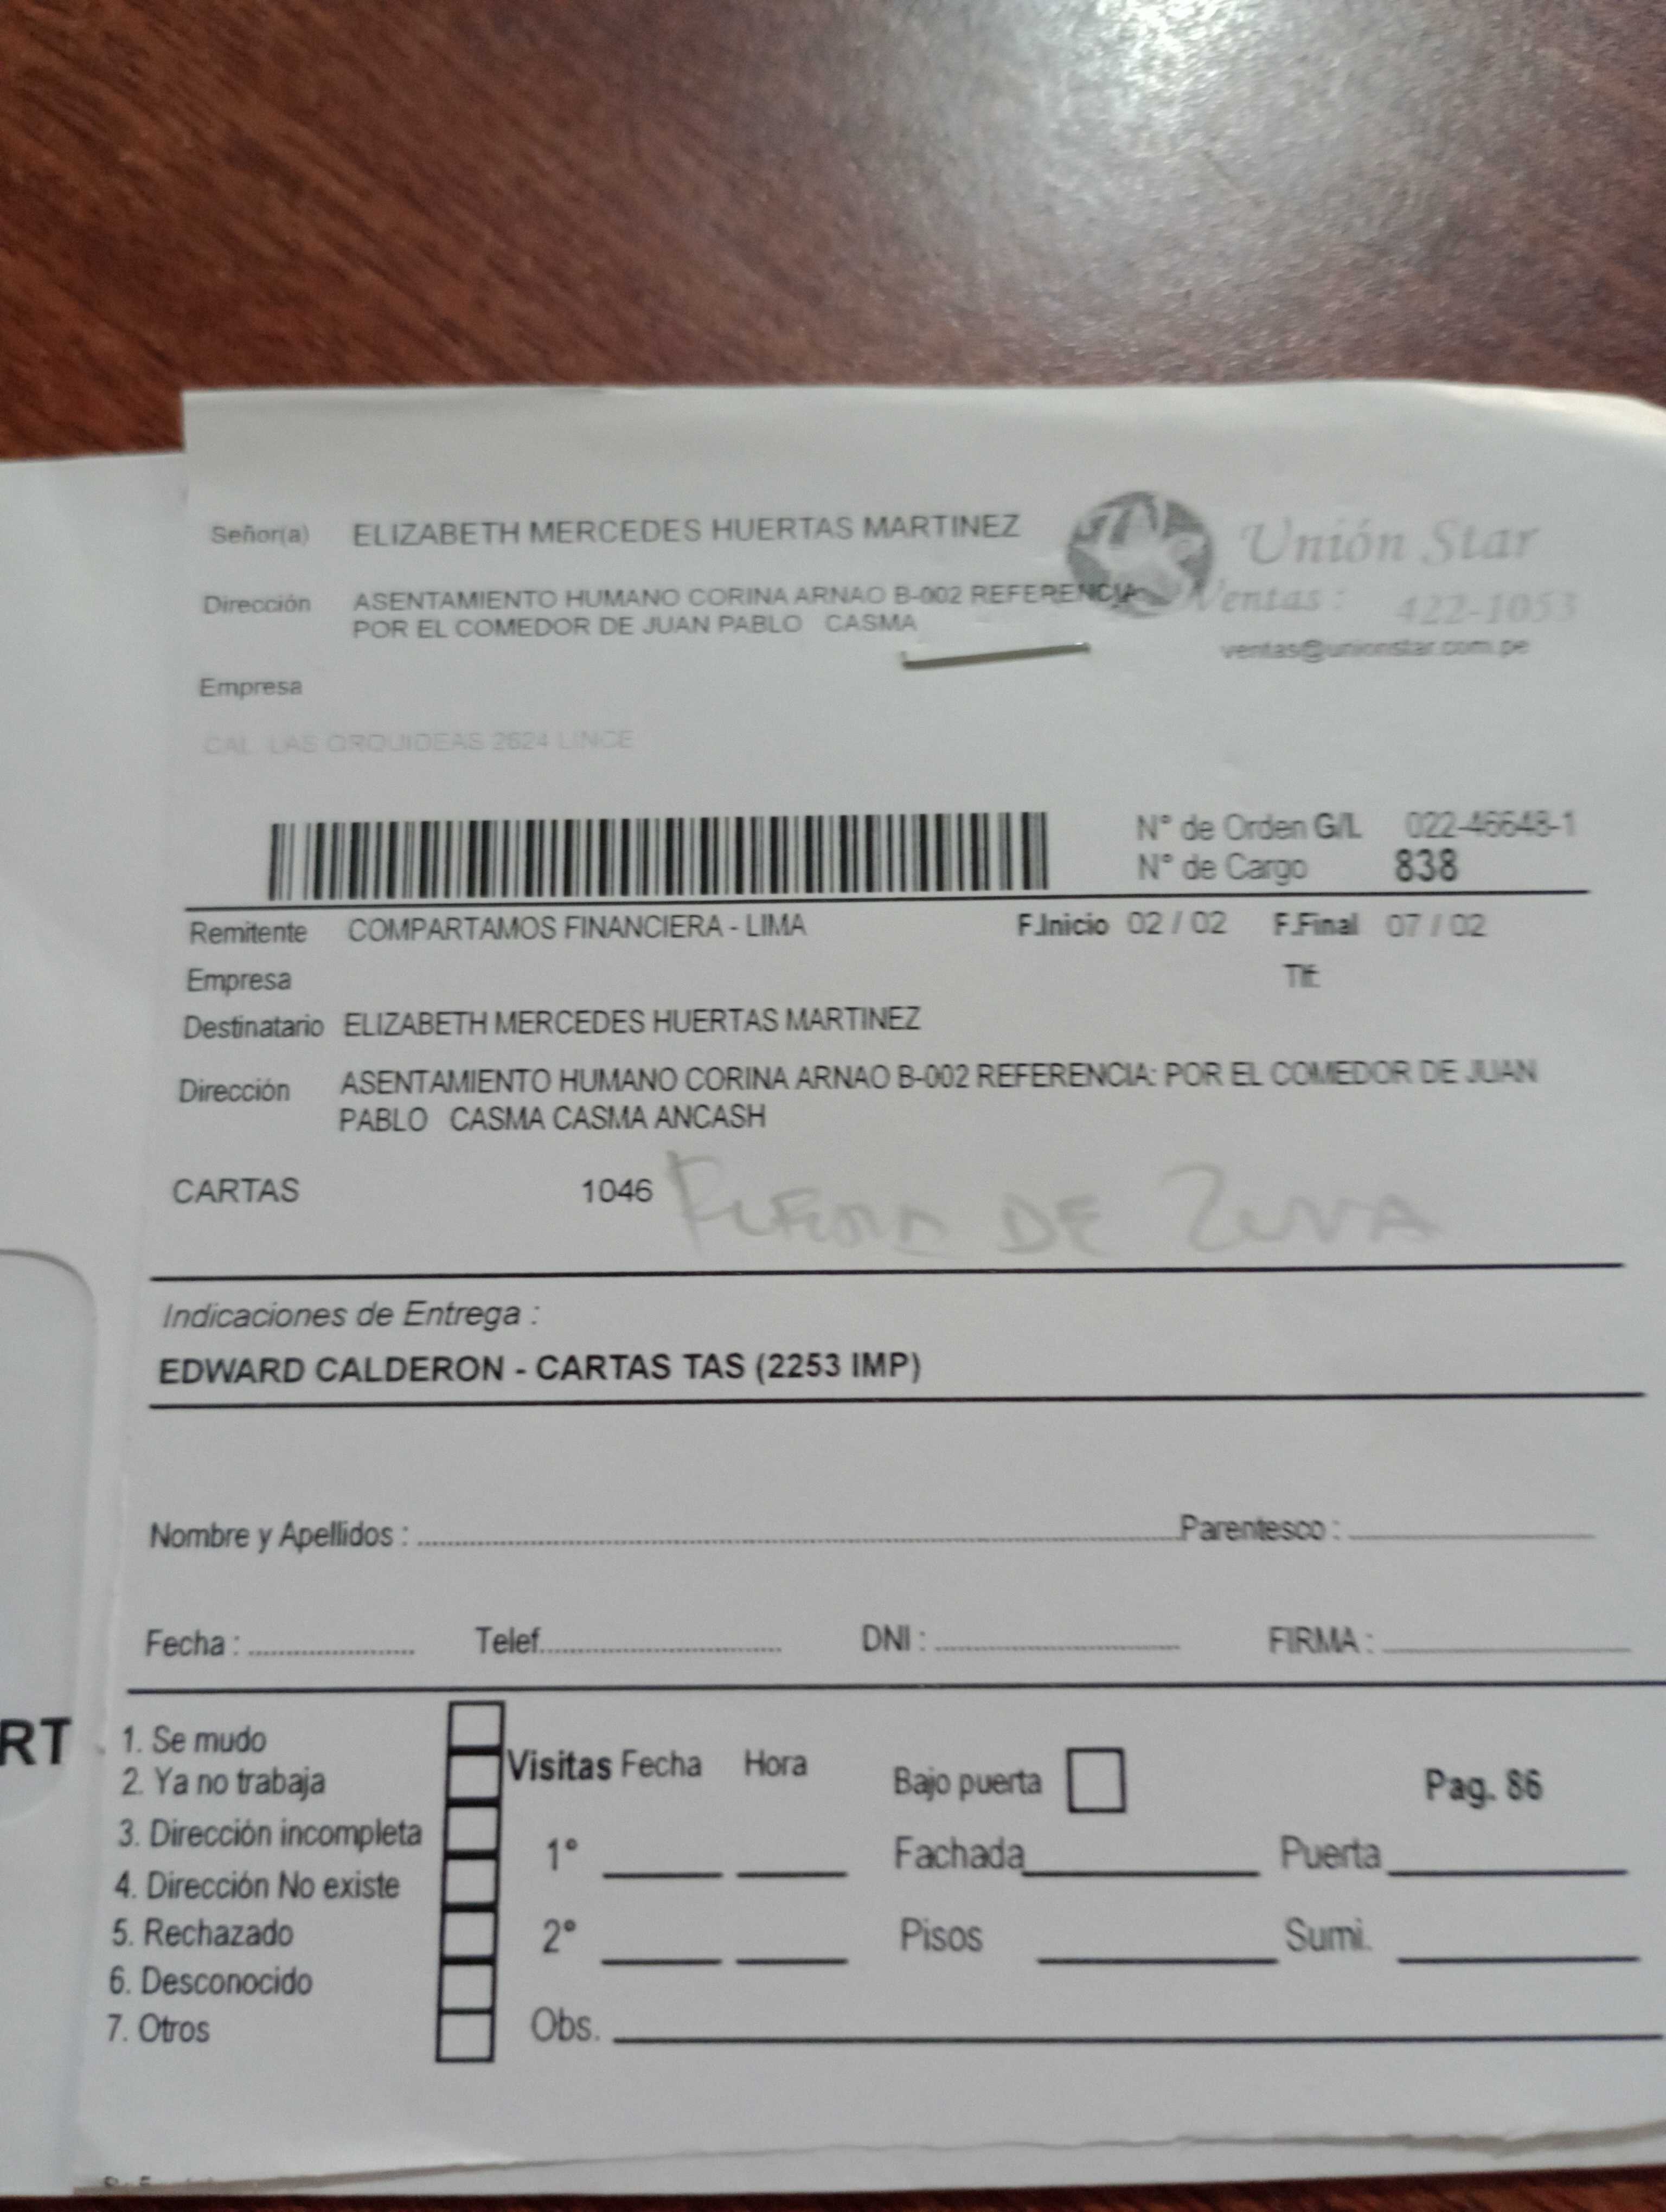 Señor(a) ELIZABETH MERCEDES HUERTAS MARTINEZ
Unión Star
Dirección ASENTAMIENTO HUMANO CORINA ARNAO B-002 REFERENCIA
POR EL COMEDOR DE JUAN PABLO CASMA
Ventas: 422-1053
ventas@unionstar.com.pe
Empresa
CAL LAS ORQUIDEAS 2624 LINCE
N° de Orden G/L 022-46648-1
N° de Cargo 838
Remitente COMPARTAMOS FINANCIERA - LIMA F.Inicio 02 / 02 F.Final 07 / 02
Empresa Tlf:
Destinatario ELIZABETH MERCEDES HUERTAS MARTINEZ
Dirección ASENTAMIENTO HUMANO CORINA ARNAO B-002 REFERENCIA: POR EL COMEDOR DE JUAN
PABLO CASMA CASMA ANCASH
CARTAS 1046 FUERA DE ZONA
Indicaciones de Entrega :
EDWARD CALDERON - CARTAS TAS (2253 IMP)
Nombre y Apellidos : Parentesco :
Fecha : Telef. DNI : FIRMA :
RT
1. Se mudo
2. Ya no trabaja
3. Dirección incompleta
4. Dirección No existe
5. Rechazado
6. Desconocido
7. Otros
Visitas Fecha Hora
1°
2°
Obs.
Bajo puerta
Pag. 86
Fachada Puerta
Pisos Sumi.